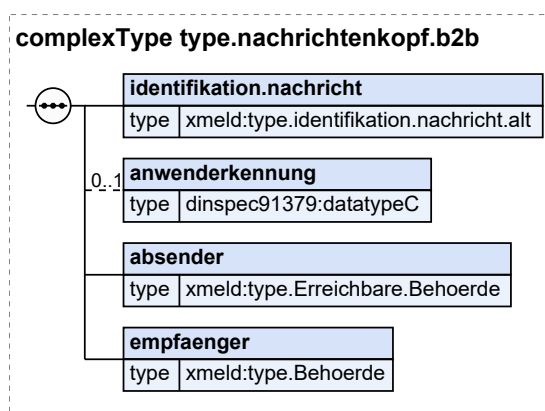 complexType type.nachrichtenkopf.b2b
identifikation.nachricht
type xmeld:type.identifikation.nachricht.alt
0..1
anwenderkennung
type dinspec91379:datatypeC
absender
type xmeld:type.Erreichbare.Behoerde
empfaenger
type xmeld:type.Behoerde